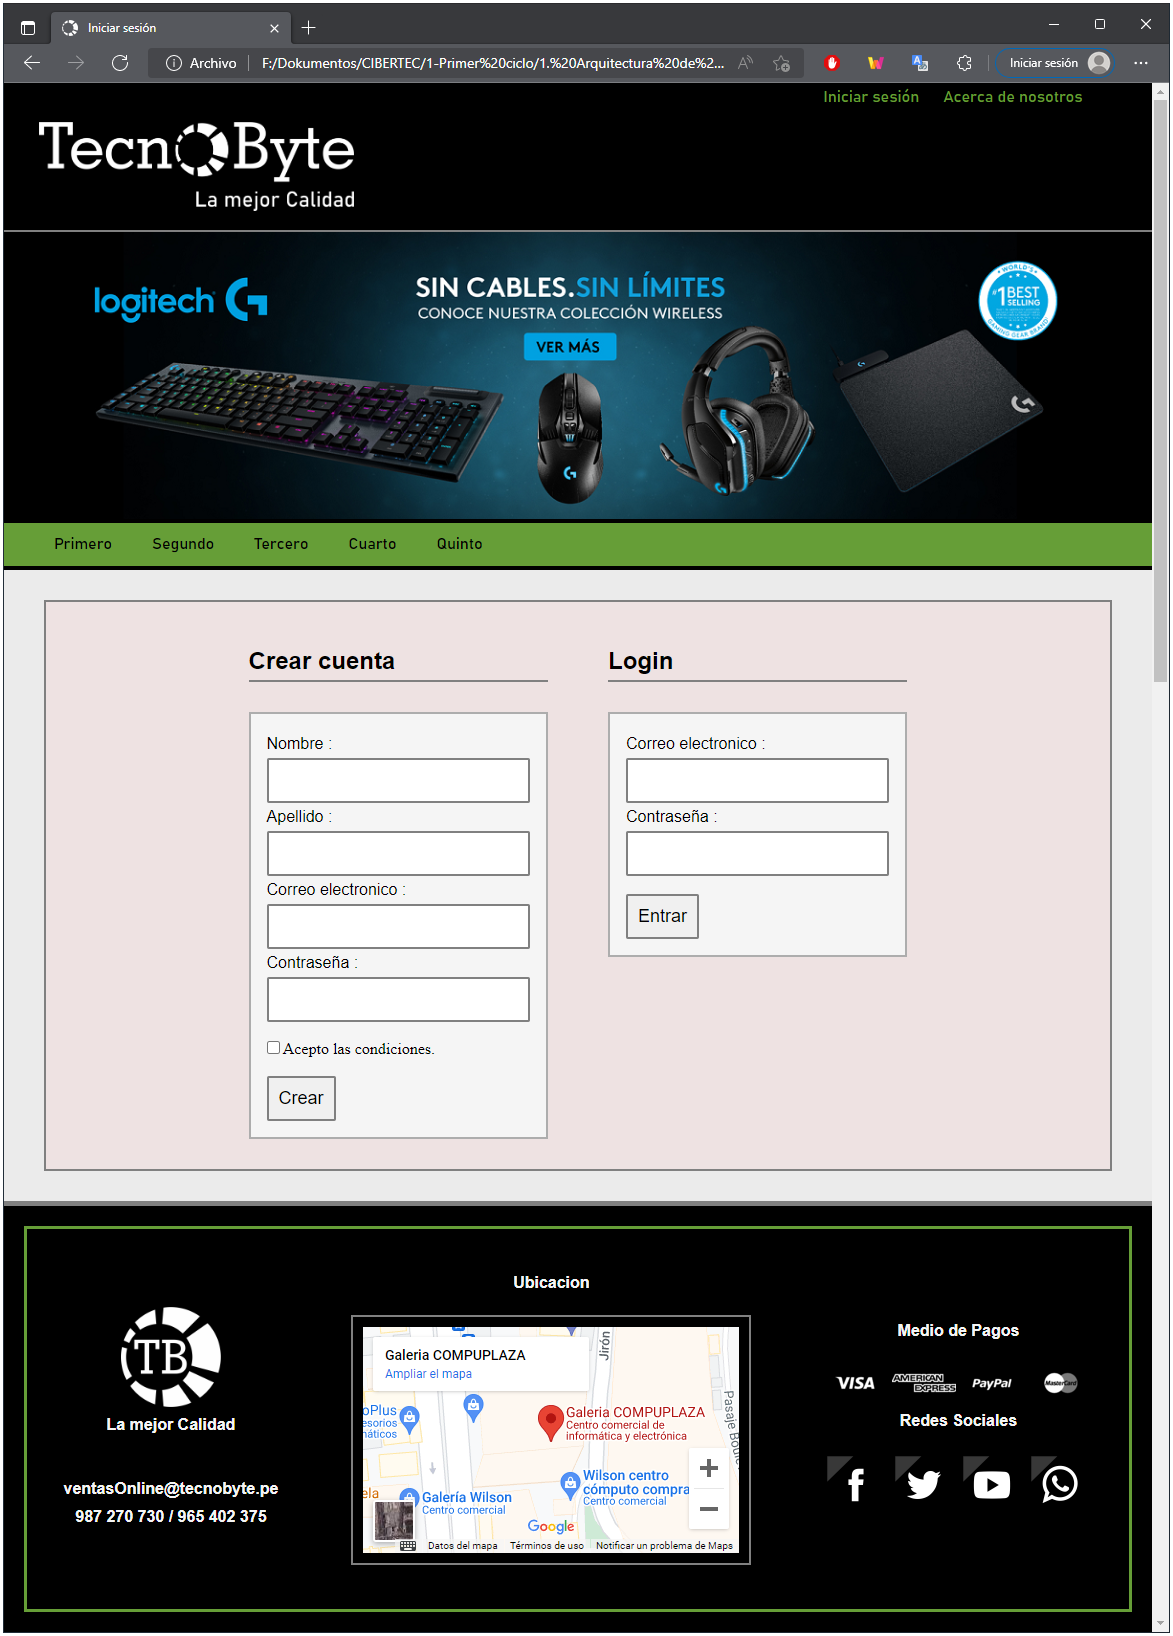 Iniciar sesión
Archivo
F:/Dokumentos/CIBERTEC/1-Primer%20ciclo/1.%20Arquitectura%20de%2...
Iniciar sesión
Iniciar sesión
Acerca de nosotros
TecnOByte
La mejor Calidad
logitech G
SIN CABLES.SIN LÍMITES
CONOCE NUESTRA COLECCIÓN WIRELESS
VER MÁS
WORLD'S
#1 BEST
SELLING
GAMING GEAR BRAND
Primero
Segundo
Tercero
Cuarto
Quinto
Crear cuenta
Nombre :
Apellido :
Correo electronico :
Contraseña :
Acepto las condiciones.
Crear
Login
Correo electronico :
Contraseña :
Entrar
TB
La mejor Calidad
ventasOnline@tecnobyte.pe
987 270 730 / 965 402 375
Ubicacion
Galeria COMPUPLAZA
Ampliar el mapa
Jirón
Galeria COMPUPLAZA
Centro comercial de
informática y electrónica
Wilson centro
cómputo compra
Centro comercial
Galería Wilson
Centro comercial
Google
Datos del mapa
Términos de uso
Notificar un problema de Maps
Medio de Pagos
VISA
AMERICAN
EXPRESS
PayPal
MasterCard
Redes Sociales